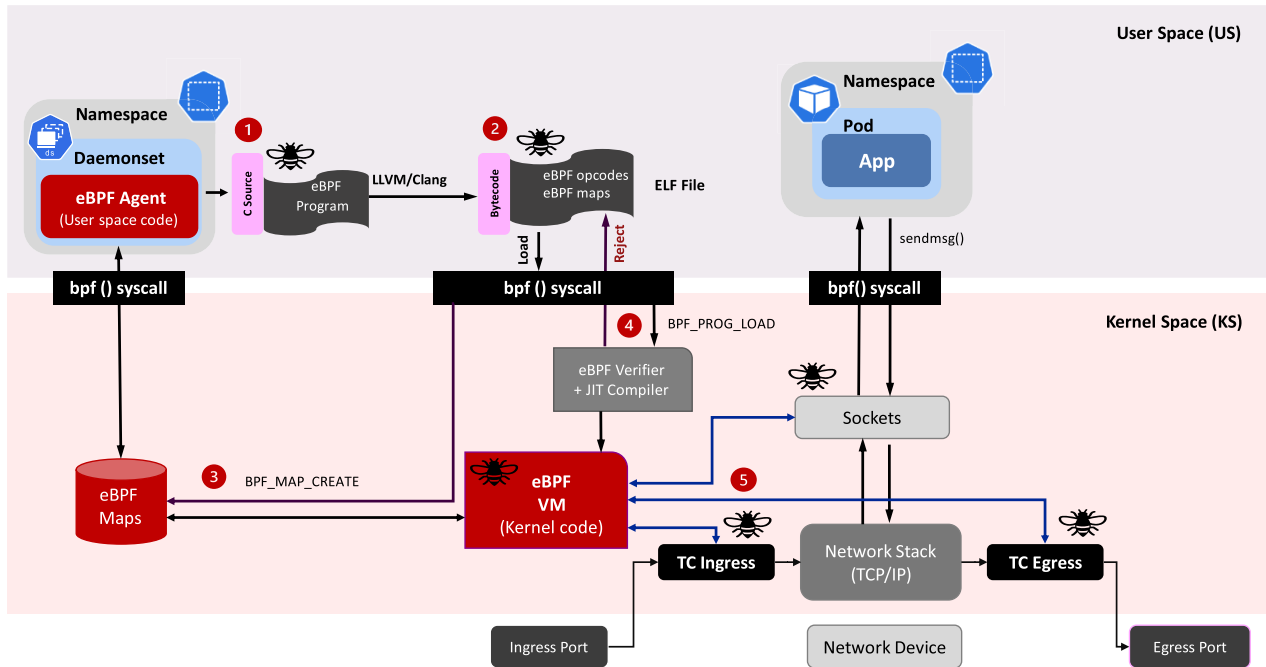 User Space (US)
Namespace
ds
Daemonset
eBPF Agent
(User space code)
1
C Source
eBPF
Program
LLVM/Clang
2
Bytecode
eBPF opcodes
eBPF maps
ELF File
Load
Reject
Namespace
Pod
App
sendmsg()
bpf () syscall
bpf () syscall
bpf() syscall
Kernel Space (KS)
4
BPF_PROG_LOAD
eBPF Verifier
+ JIT Compiler
Sockets
3
BPF_MAP_CREATE
eBPF
Maps
eBPF
VM
(Kernel code)
5
TC Ingress
Network Stack
(TCP/IP)
TC Egress
Ingress Port
Network Device
Egress Port